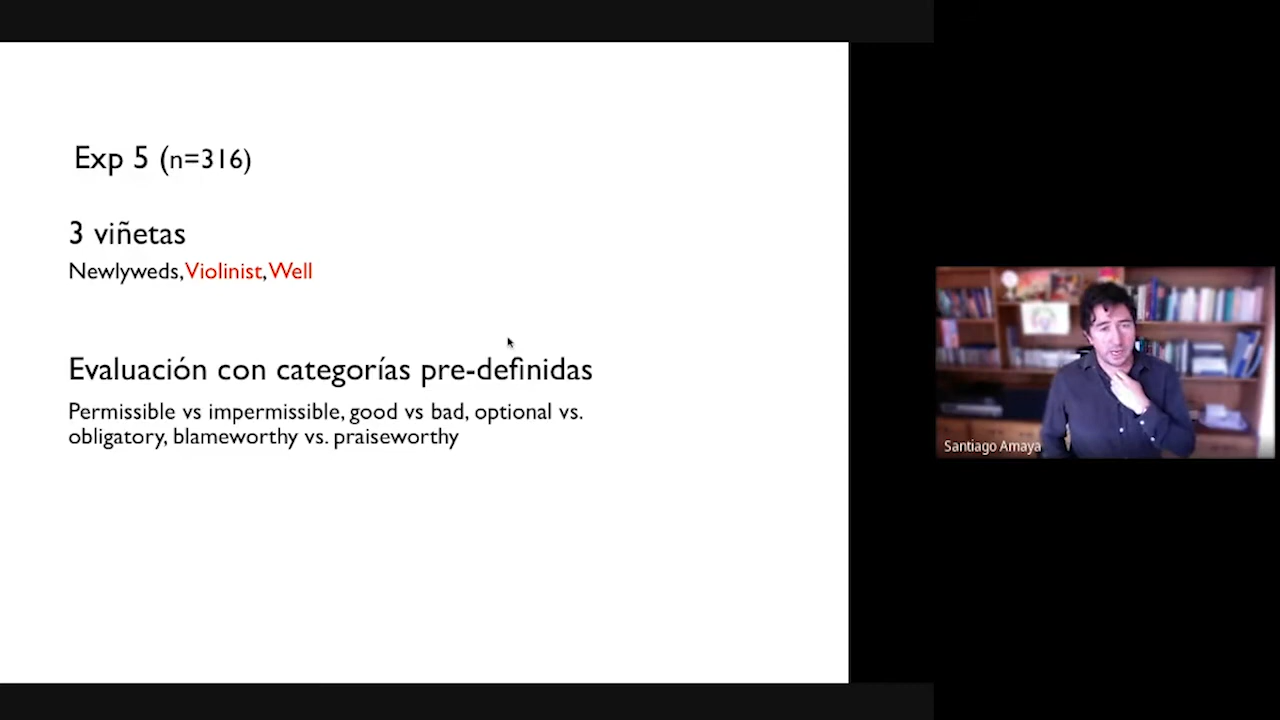 Exp 5 (n=316)
3 viñetas
Newlyweds, Violinist, Well
Evaluación con categorías pre-definidas
Permissible vs impermissible, good vs bad, optional vs.
obligatory, blameworthy vs. praiseworthy
Santiago Amaya